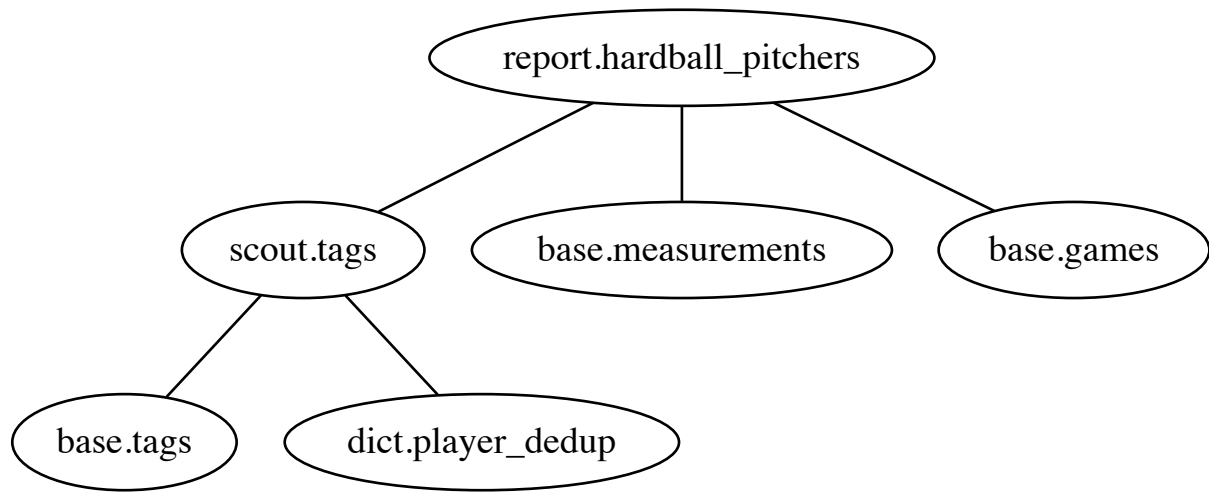 report.hardball_pitchers
scout.tags
base.measurements
base.games
base.tags
dict.player_dedup